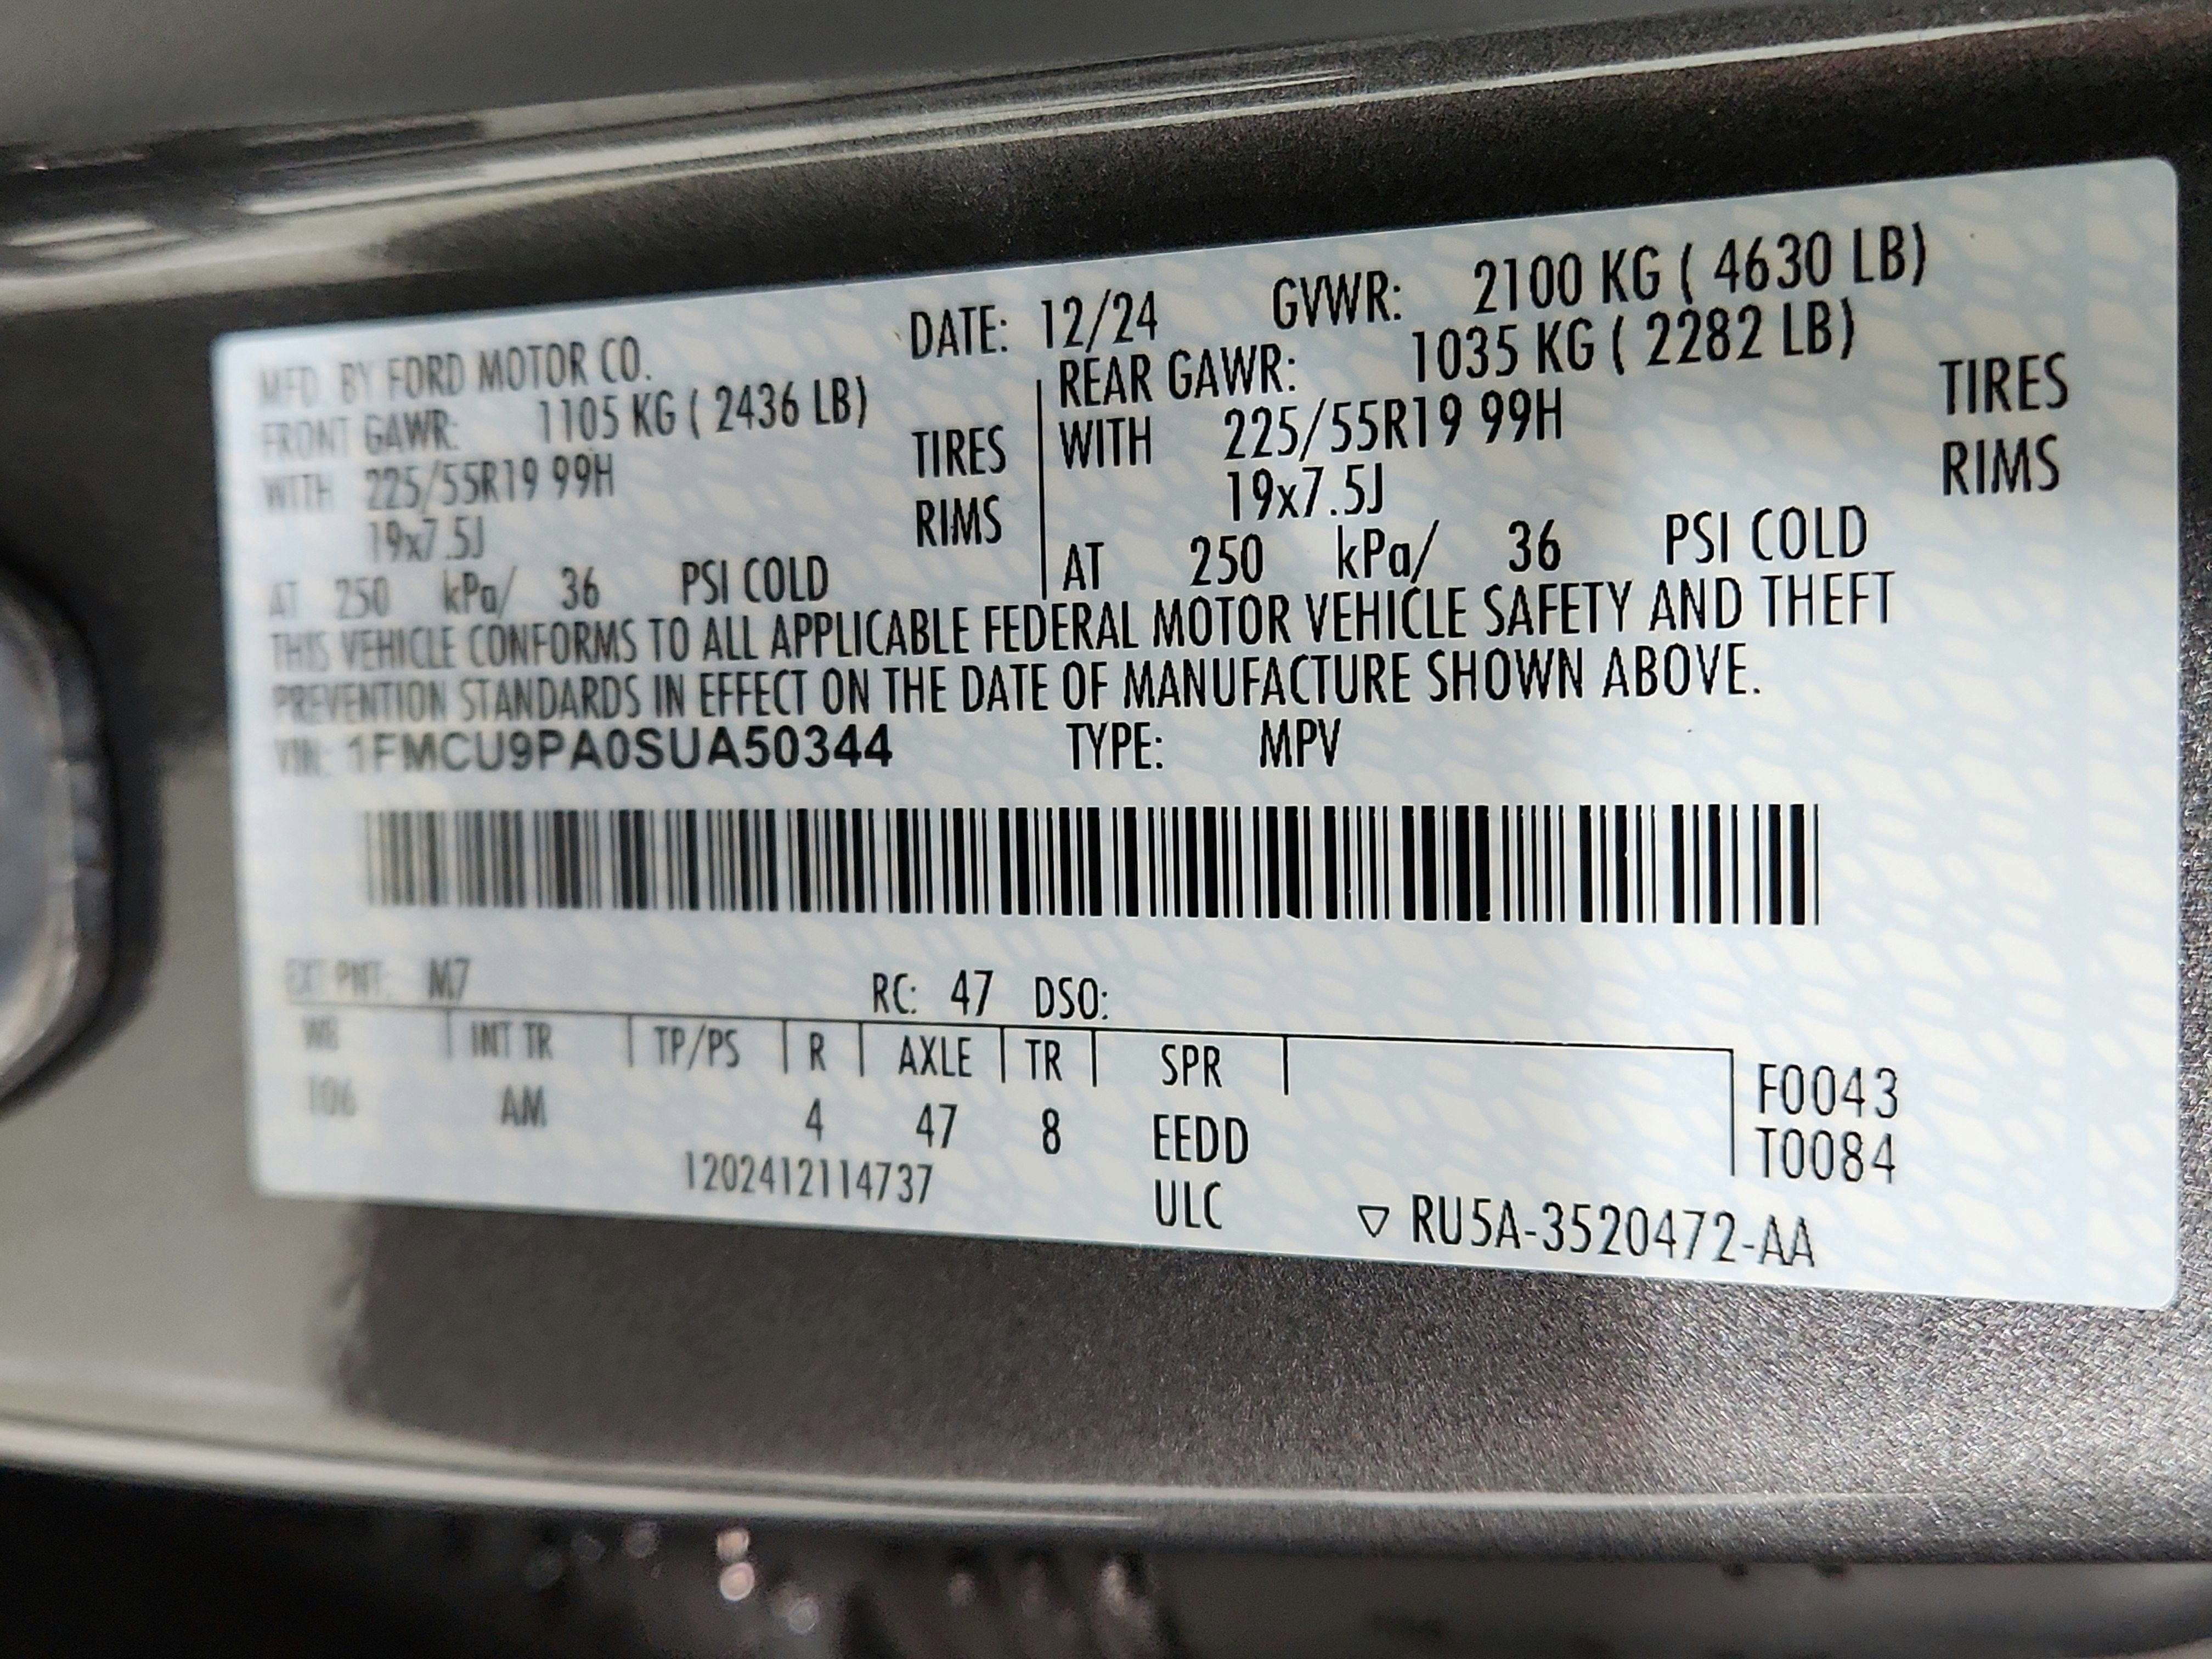 MFD. BY FORD MOTOR CO. DATE: 12/24 GVWR: 2100 KG ( 4630 LB)
FRONT GAWR: 1105 KG ( 2436 LB) REAR GAWR: 1035 KG ( 2282 LB)
WITH 225/55R19 99H TIRES WITH 225/55R19 99H TIRES
19x7.5J RIMS 19x7.5J RIMS
AT 250 kPa/ 36 PSI COLD AT 250 kPa/ 36 PSI COLD
THIS VEHICLE CONFORMS TO ALL APPLICABLE FEDERAL MOTOR VEHICLE SAFETY AND THEFT
PREVENTION STANDARDS IN EFFECT ON THE DATE OF MANUFACTURE SHOWN ABOVE.
VIN: 1FMCU9PA0SUA50344 TYPE: MPV
EXT PNT: M7 RC: 47 DSO:
WB INT TR TP/PS R AXLE TR SPR F0043
106 AM 4 47 8 EEDD T0084
1202412114737 ULC ▽ RU5A-3520472-AA